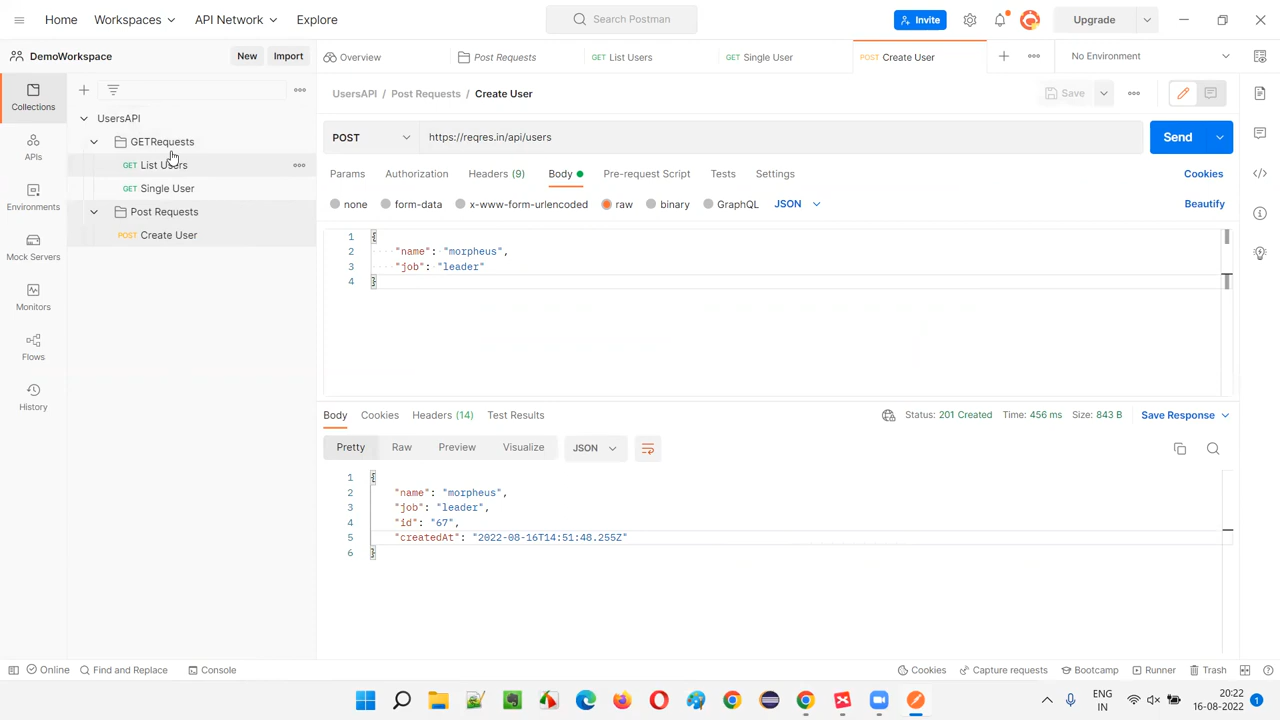 Home Workspaces API Network Explore Search Postman Invite Upgrade
DemoWorkspace New Import Overview Post Requests GET List Users GET Single User POST Create User No Environment
Collections
APIs
Environments
Mock Servers
Monitors
Flows
History
UsersAPI
GETRequests
GET List Users
GET Single User
Post Requests
POST Create User
UsersAPI / Post Requests / Create User Save
POST https://reqres.in/api/users Send
Params Authorization Headers (9) Body Pre-request Script Tests Settings Cookies
none form-data x-www-form-urlencoded raw binary GraphQL JSON Beautify
1 {
2 "name": "morpheus",
3 "job": "leader"
4 }
Body Cookies Headers (14) Test Results Status: 201 Created Time: 456 ms Size: 843 B Save Response
Pretty Raw Preview Visualize JSON
1 {
2 "name": "morpheus",
3 "job": "leader",
4 "id": "67",
5 "createdAt": "2022-08-16T14:51:48.255Z"
6 }
Online Find and Replace Console Cookies Capture requests Bootcamp Runner Trash
ENG 20:22
IN 16-08-2022 1